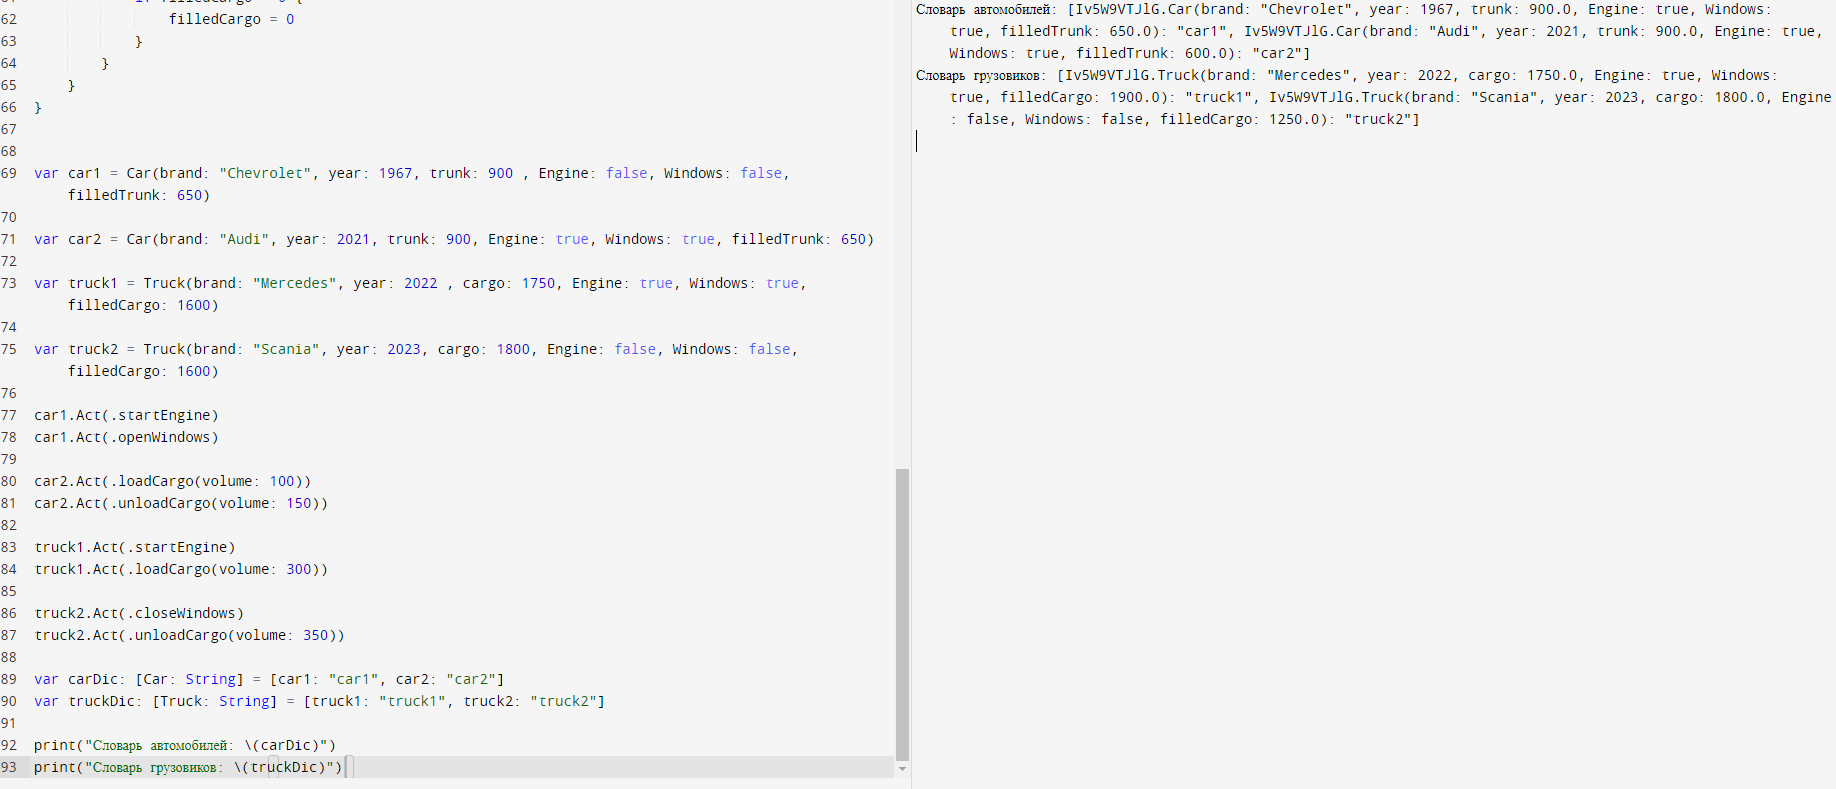 62 filledCargo = 0
63 }
64 }
65 }
66 }
67
68
69 var car1 = Car(brand: "Chevrolet", year: 1967, trunk: 900 , Engine: false, Windows: false,
filledTrunk: 650)
70
71 var car2 = Car(brand: "Audi", year: 2021, trunk: 900, Engine: true, Windows: true, filledTrunk: 650)
72
73 var truck1 = Truck(brand: "Mercedes", year: 2022 , cargo: 1750, Engine: true, Windows: true,
filledCargo: 1600)
74
75 var truck2 = Truck(brand: "Scania", year: 2023, cargo: 1800, Engine: false, Windows: false,
filledCargo: 1600)
76
77 car1.Act(.startEngine)
78 car1.Act(.openWindows)
79
80 car2.Act(.loadCargo(volume: 100))
81 car2.Act(.unloadCargo(volume: 150))
82
83 truck1.Act(.startEngine)
84 truck1.Act(.loadCargo(volume: 300))
85
86 truck2.Act(.closeWindows)
87 truck2.Act(.unloadCargo(volume: 350))
88
89 var carDic: [Car: String] = [car1: "car1", car2: "car2"]
90 var truckDic: [Truck: String] = [truck1: "truck1", truck2: "truck2"]
91
92 print("Словарь автомобилей: \(carDic)")
93 print("Словарь грузовиков: \(truckDic)")
Словарь автомобилей: [Iv5W9VTJlG.Car(brand: "Chevrolet", year: 1967, trunk: 900.0, Engine: true, Windows:
true, filledTrunk: 650.0): "car1", Iv5W9VTJlG.Car(brand: "Audi", year: 2021, trunk: 900.0, Engine: true,
Windows: true, filledTrunk: 600.0): "car2"]
Словарь грузовиков: [Iv5W9VTJlG.Truck(brand: "Mercedes", year: 2022, cargo: 1750.0, Engine: true, Windows:
true, filledCargo: 1900.0): "truck1", Iv5W9VTJlG.Truck(brand: "Scania", year: 2023, cargo: 1800.0, Engine
: false, Windows: false, filledCargo: 1250.0): "truck2"]